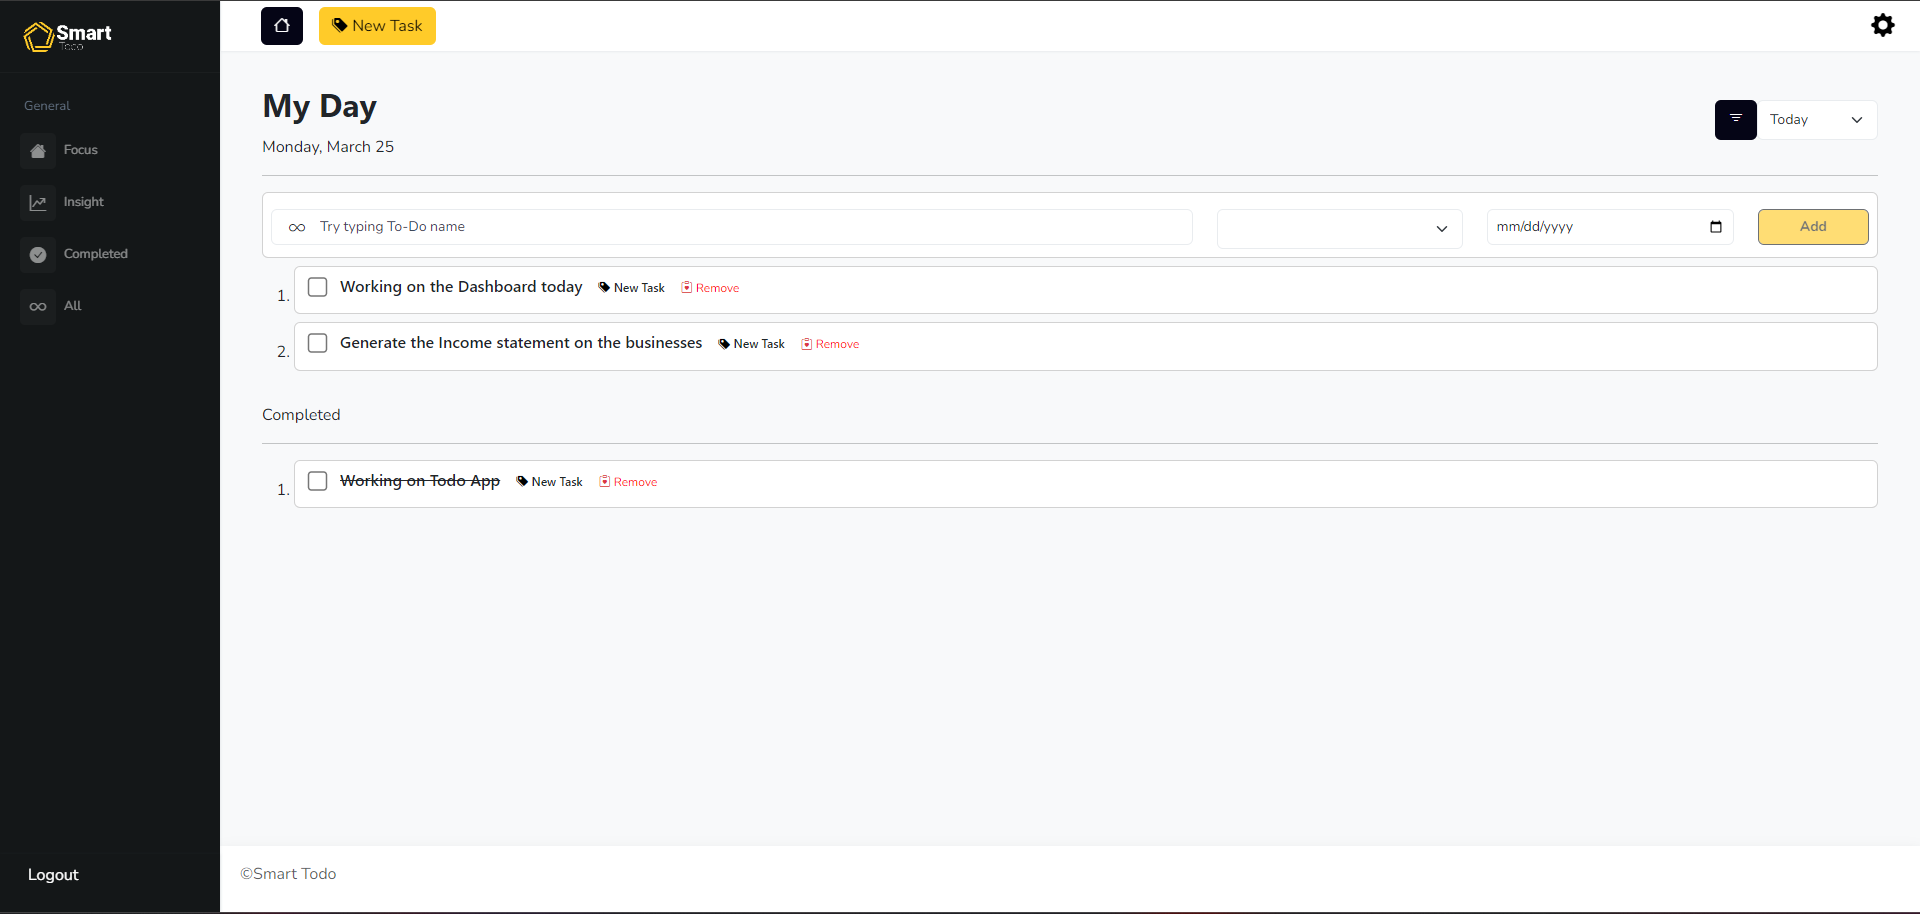 Smart
Todo
General
Focus
Insight
Completed
All
Logout
New Task
My Day
Monday, March 25
Today
Try typing To-Do name
mm/dd/yyyy
Add
1. Working on the Dashboard today New Task Remove
2. Generate the Income statement on the businesses New Task Remove
Completed
1. Working on Todo App New Task Remove
©Smart Todo